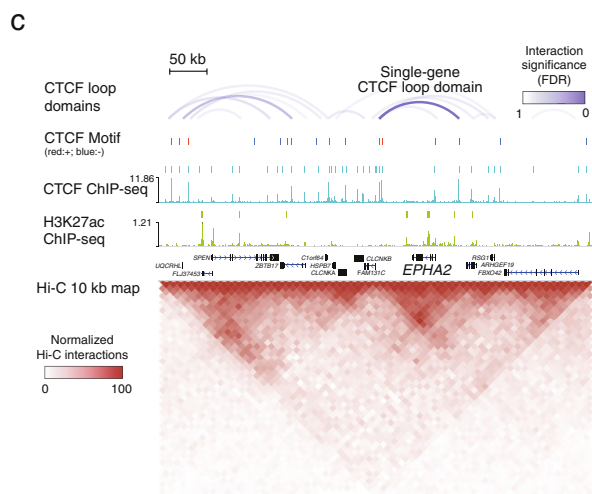 C
50 kb
Interaction
significance
(FDR)
1 0
Single-gene
CTCF loop domain
CTCF loop
domains
CTCF Motif
(red:+; blue:-)
11.86
CTCF ChIP-seq
1.21
H3K27ac
ChIP-seq
SPEN C1orf64 CLCNKB RSG1
UQCRHL ZBTB17 HSPB7 EPHA2 ARHGEF19
FLJ37453 CLCNKA FAM131C FBXO42
Hi-C 10 kb map
Normalized
Hi-C interactions
0 100